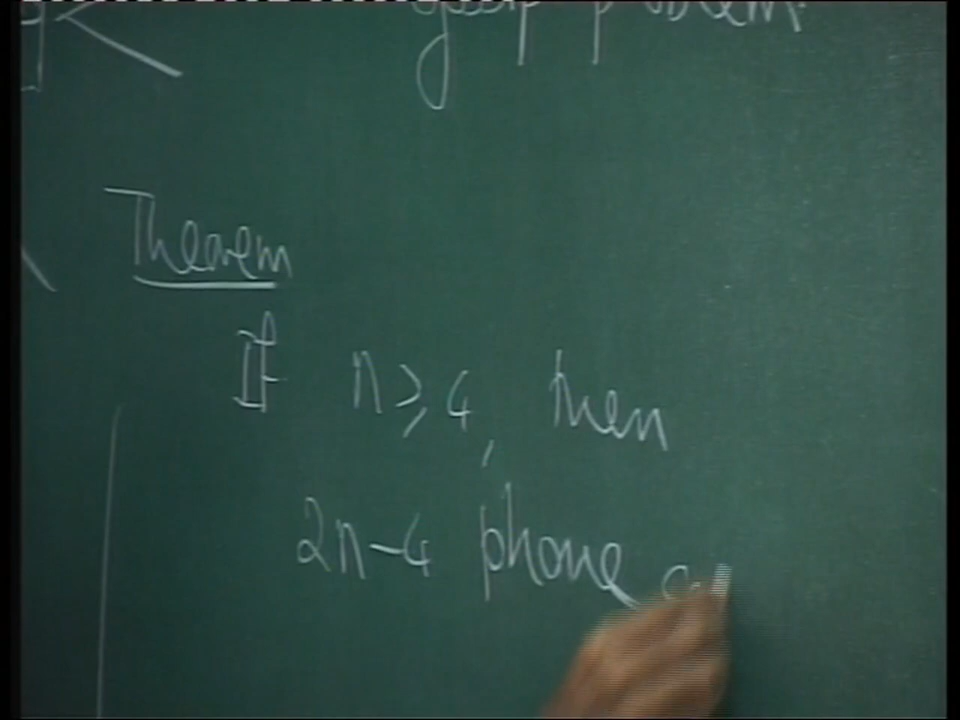 problem
Theorem
If n ≥ 4, then
2n-4 phone